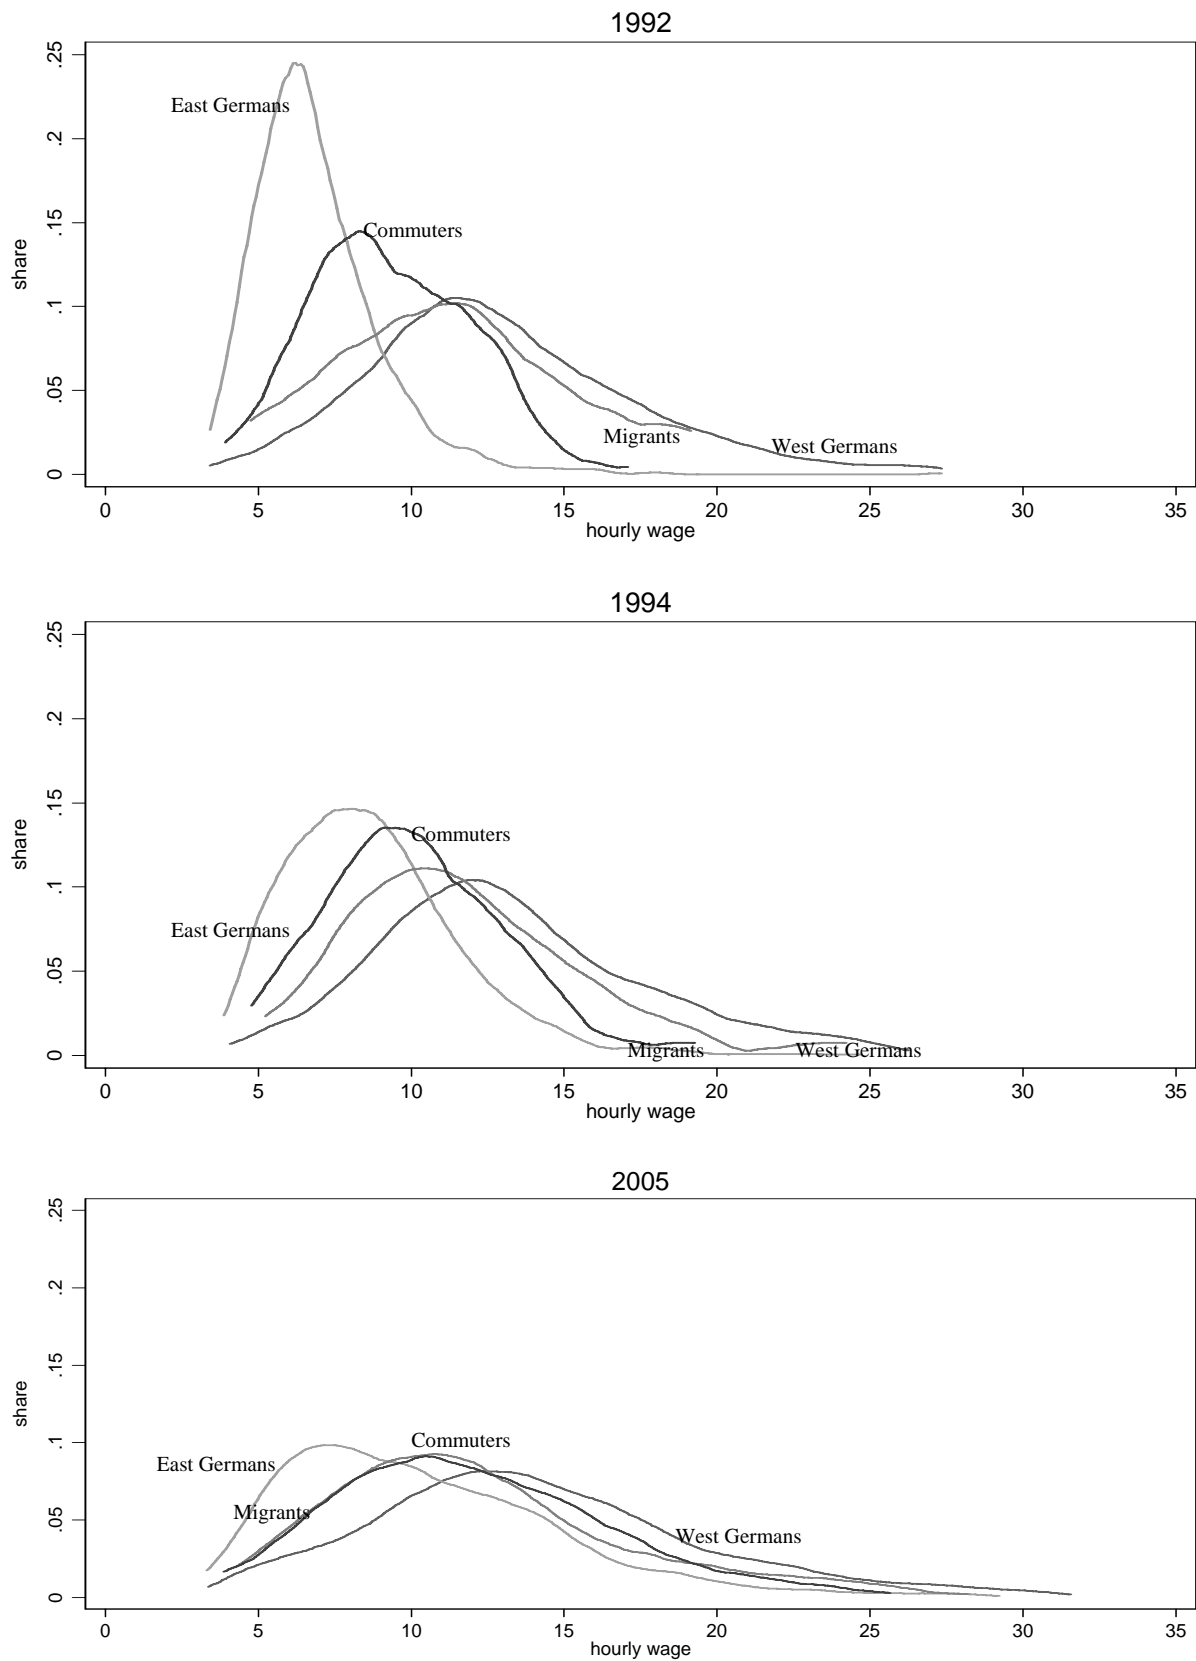 1992
.25
East Germans
.2
.15
Commuters
share
.1
.05
Migrants
West Germans
0
0 5 10 15 20 25 30 35
hourly wage
1994
.25
.2
.15
Commuters
share
.1
East Germans
.05
Migrants West Germans
0
0 5 10 15 20 25 30 35
hourly wage
2005
.25
.2
.15
share
.1
Commuters
East Germans
Migrants
.05
West Germans
0
0 5 10 15 20 25 30 35
hourly wage